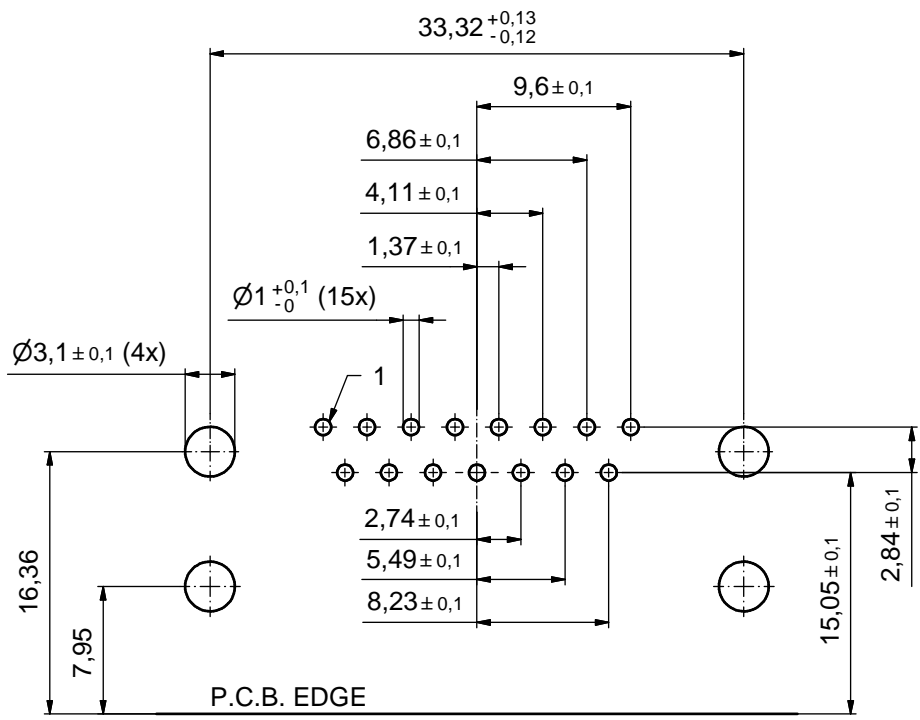 33,32 +0,13 -0,12
9,6 ± 0,1
6,86 ± 0,1
4,11 ± 0,1
1,37 ± 0,1
Ø1 +0,1 -0 (15x)
Ø3,1 ± 0,1 (4x)
1
2,74 ± 0,1
5,49 ± 0,1
8,23 ± 0,1
16,36
7,95
15,05 ± 0,1
2,84 ± 0,1
P.C.B. EDGE